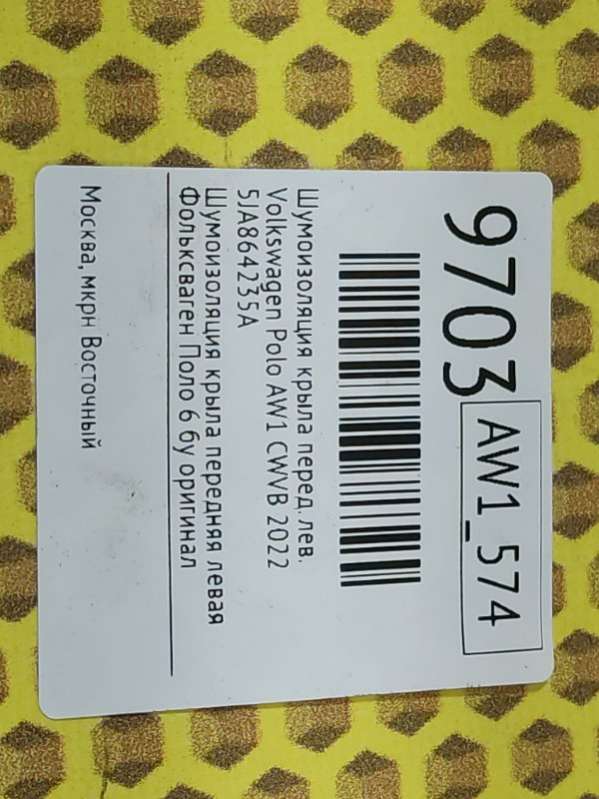 9703
AW1_574
Шумоизоляция крыла перед. лев.
Volkswagen Polo AW1 CWVB 2022
5JA864235A
Шумоизоляция крыла передняя левая
Фольксваген Поло 6 бу оригинал
Москва, мкрн Восточный